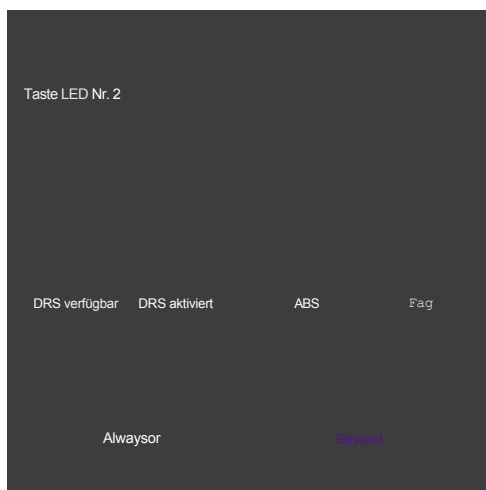 Taste LED Nr. 2
DRS verfügbar DRS aktiviert ABS Fag
Alwaysor Blinkend